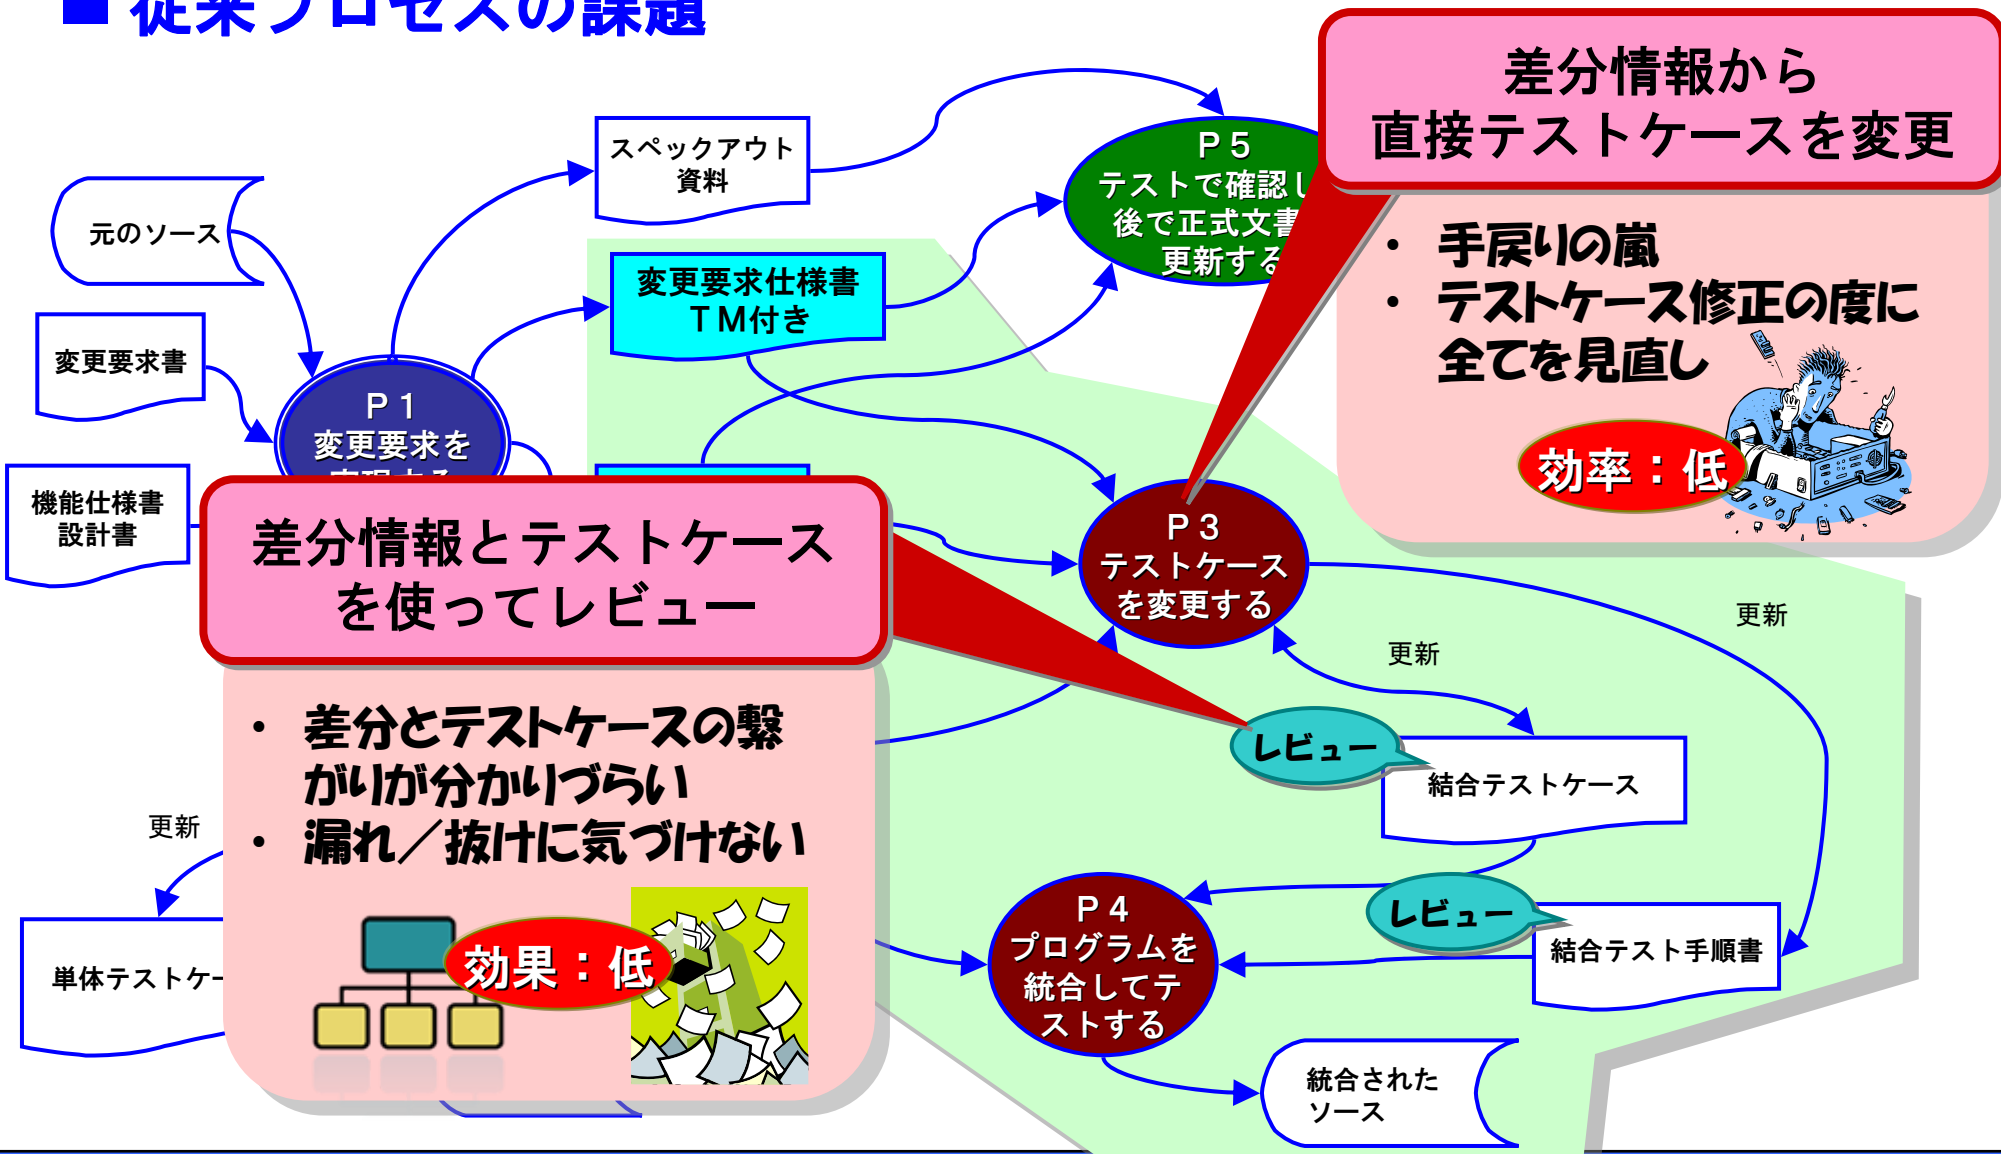 ■ 従来プロセスの課題
差分情報から
直接テストケースを変更
・ 手戻りの嵐
・ テストケース修正の度に
全てを見直し
効率：低
スペックアウト
資料
Ｐ５
テストで確認し
後で正式文書
更新する
元のソース
変更要求仕様書
ＴＭ付き
変更要求書
Ｐ１
変更要求を
機能仕様書
設計書
差分情報とテストケース
を使ってレビュー
・ 差分とテストケースの繋
がりが分かりづらい
・ 漏れ／抜けに気づけない
効果：低
Ｐ３
テストケース
を変更する
更新
更新
レビュー
結合テストケース
更新
単体テストケー
Ｐ４
プログラムを
統合してテ
ストする
レビュー
結合テスト手順書
統合された
ソース